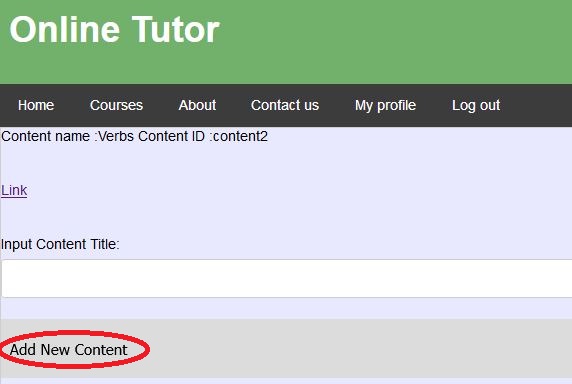 Online Tutor
Home Courses About Contact us My profile Log out
Content name :Verbs Content ID :content2
Link
Input Content Title:
Add New Content